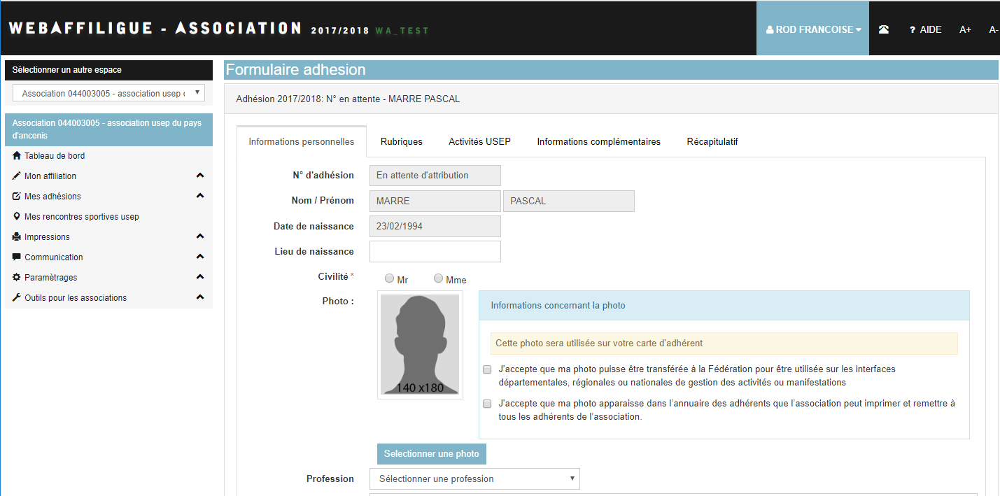 WEBAFFILIGUE - ASSOCIATION 2017/2018 WA_TEST
ROD FRANCOISE
? AIDE
A+
A-
Sélectionner un autre espace
Association 044003005 - association usep
Association 044003005 - association usep du pays
d'ancenis
Tableau de bord
Mon affiliation
Mes adhésions
Mes rencontres sportives usep
Impressions
Communication
Paramètrages
Outils pour les associations
Formulaire adhesion
Adhésion 2017/2018: N° en attente - MARRE PASCAL
Informations personnelles
Rubriques
Activités USEP
Informations complémentaires
Récapitulatif
N° d'adhésion
En attente d'attribution
Nom / Prénom
MARRE
PASCAL
Date de naissance
23/02/1994
Lieu de naissance
Civilité *
Mr
Mme
Photo :
140 x180
Informations concernant la photo
Cette photo sera utilisée sur votre carte d'adhérent
J'accepte que ma photo puisse être transférée à la Fédération pour être utilisée sur les interfaces
départementales, régionales ou nationales de gestion des activités ou manifestations
J'accepte que ma photo apparaisse dans l'annuaire des adhérents que l'association peut imprimer et remettre à
tous les adhérents de l'association.
Selectionner une photo
Profession
Sélectionner une profession